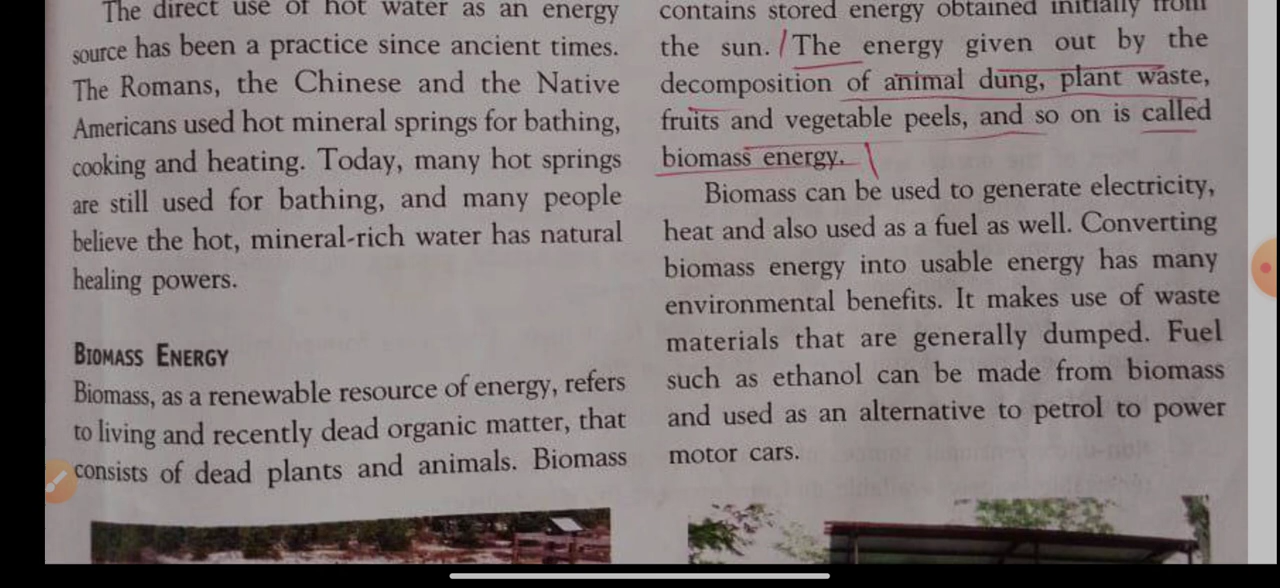 The direct use of hot water as an energy
source has been a practice since ancient times.
The Romans, the Chinese and the Native
Americans used hot mineral springs for bathing,
cooking and heating. Today, many hot springs
are still used for bathing, and many people
believe the hot, mineral-rich water has natural
healing powers.
BIOMASS ENERGY
Biomass, as a renewable resource of energy, refers
to living and recently dead organic matter, that
consists of dead plants and animals. Biomass
contains stored energy obtained initially from
the sun. The energy given out by the
decomposition of animal dung, plant waste,
fruits and vegetable peels, and so on is called
biomass energy.
Biomass can be used to generate electricity,
heat and also used as a fuel as well. Converting
biomass energy into usable energy has many
environmental benefits. It makes use of waste
materials that are generally dumped. Fuel
such as ethanol can be made from biomass
and used as an alternative to petrol to power
motor cars.